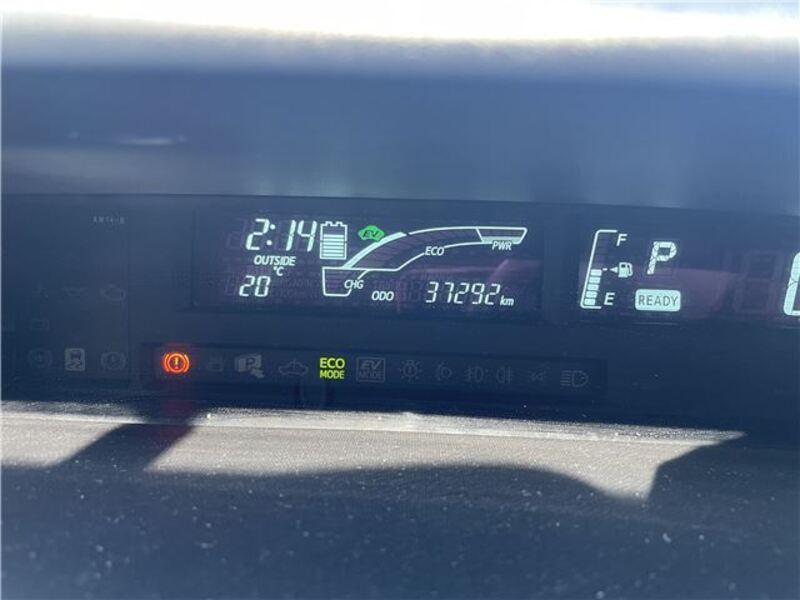 2:14
EV
PWR
ECO
OUTSIDE
°C
20
CHG
ODO 37292 km
F
E
P
READY
ECO
MODE
EV
MODE